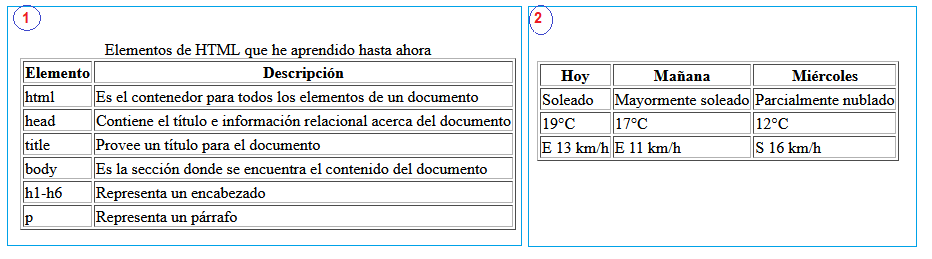 1
Elementos de HTML que he aprendido hasta ahora
Elemento Descripción
html Es el contenedor para todos los elementos de un documento
head Contiene el título e información relacional acerca del documento
title Provee un título para el documento
body Es la sección donde se encuentra el contenido del documento
h1-h6 Representa un encabezado
p Representa un párrafo
2
Hoy Mañana Miércoles
Soleado Mayormente soleado Parcialmente nublado
19°C 17°C 12°C
E 13 km/h E 11 km/h S 16 km/h